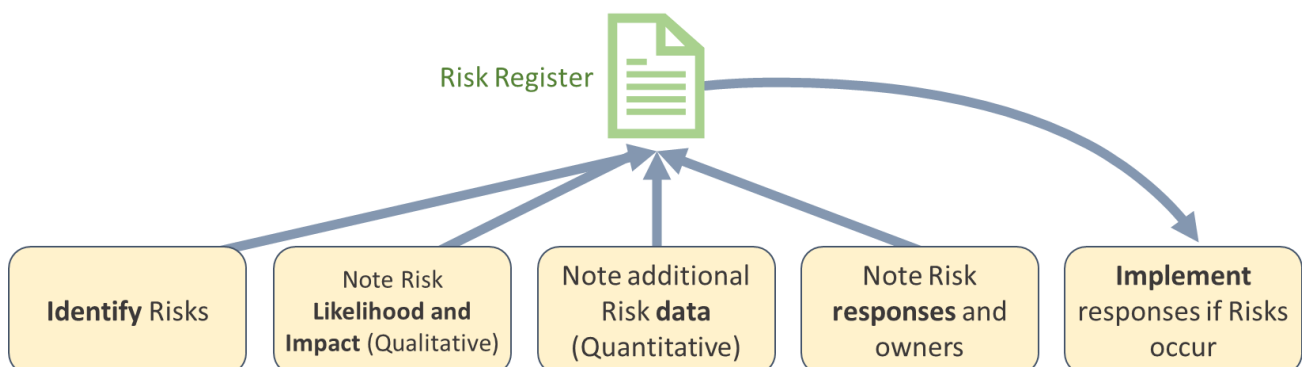 Risk Register
Identify Risks
Note Risk
Likelihood and
Impact (Qualitative)
Note additional
Risk data
(Quantitative)
Note Risk
responses and
owners
Implement
responses if Risks
occur